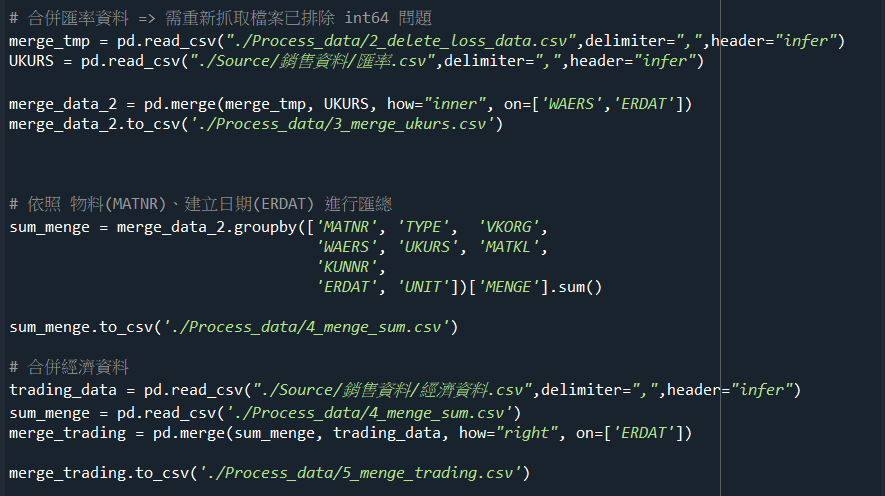 # 合併匯率資料 => 需重新抓取檔案已排除 int64 問題
merge_tmp = pd.read_csv("./Process_data/2_delete_loss_data.csv",delimiter=",",header="infer")
UKURS = pd.read_csv("./Source/銷售資料/匯率.csv",delimiter=",",header="infer")
merge_data_2 = pd.merge(merge_tmp, UKURS, how="inner", on=['WAERS','ERDAT'])
merge_data_2.to_csv('./Process_data/3_merge_ukurs.csv')
# 依照 物料(MATNR)、建立日期(ERDAT) 進行匯總
sum_menge = merge_data_2.groupby(['MATNR', 'TYPE',  'VKORG',
'WAERS', 'UKURS', 'MATKL',
'KUNNR',
'ERDAT', 'UNIT'])['MENGE'].sum()
sum_menge.to_csv('./Process_data/4_menge_sum.csv')
# 合併經濟資料
trading_data = pd.read_csv("./Source/銷售資料/經濟資料.csv",delimiter=",",header="infer")
sum_menge = pd.read_csv('./Process_data/4_menge_sum.csv')
merge_trading = pd.merge(sum_menge, trading_data, how="right", on=['ERDAT'])
merge_trading.to_csv('./Process_data/5_menge_trading.csv')